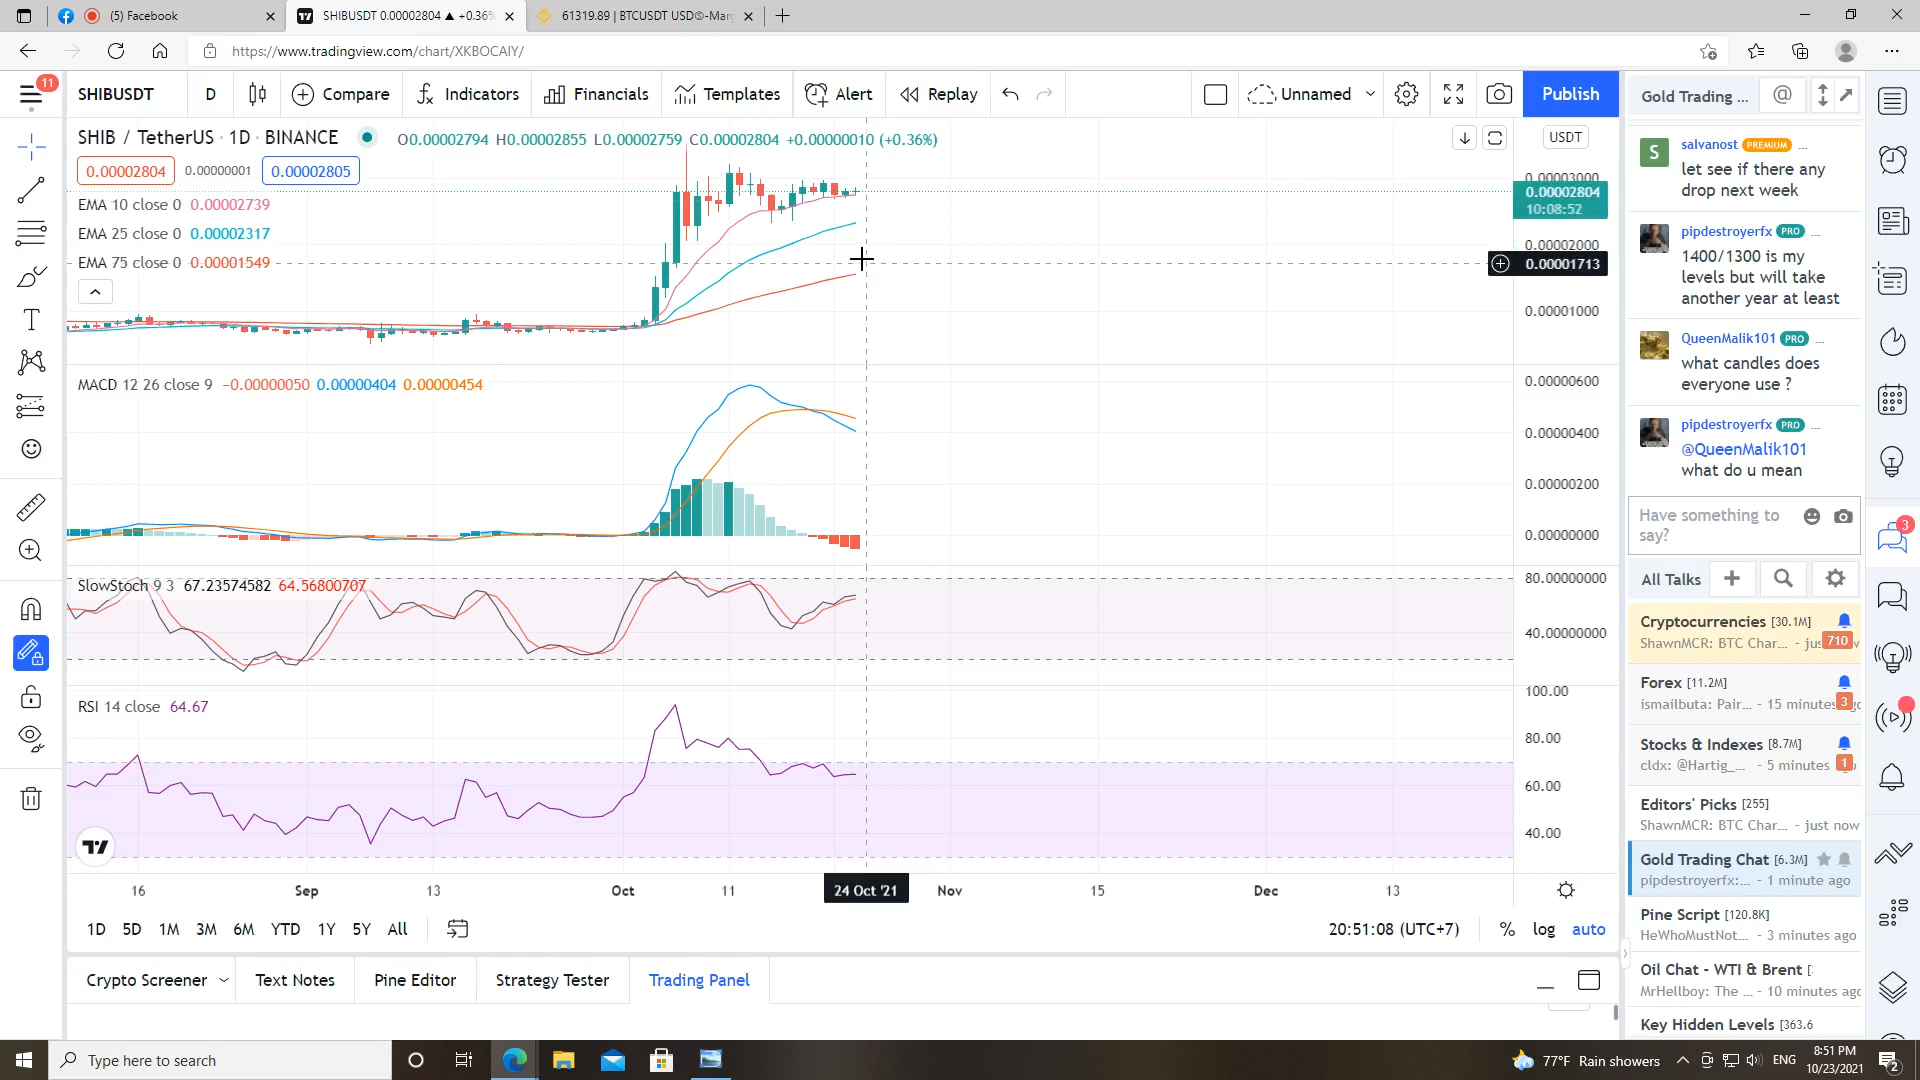 (5) Facebook
SHIBUSDT 0.00002804 ▲ +0.36%
61319.89 | BTCUSDT USDⓈ-Marg
https://www.tradingview.com/chart/XKBOCAIY/
11
SHIBUSDT
D
Compare
Indicators
Financials
Templates
Alert
Replay
Unnamed
Publish
SHIB / TetherUS · 1D · BINANCE
O0.00002794 H0.00002855 L0.00002759 C0.00002804 +0.00000010 (+0.36%)
USDT
0.00002804
0.00000001
0.00002805
EMA 10 close 0 0.00002739
EMA 25 close 0 0.00002317
EMA 75 close 0 0.00001549
0.00003000
0.00002804
10:08:52
0.00002000
0.00001713
0.00001000
MACD 12 26 close 9 −0.00000050 0.00000404 0.00000454
0.00000600
0.00000400
0.00000200
0.00000000
SlowStoch 9 3 67.23574582 64.56800707
80.00000000
40.00000000
RSI 14 close 64.67
100.00
80.00
60.00
40.00
16
Sep
13
Oct
11
24 Oct '21
Nov
15
Dec
13
1D
5D
1M
3M
6M
YTD
1Y
5Y
All
20:51:08 (UTC+7)
%
log
auto
Crypto Screener
Text Notes
Pine Editor
Strategy Tester
Trading Panel
Gold Trading ...
@
S
salvanost PREMIUM ...
let see if there any
drop next week
pipdestroyerfx PRO ...
1400/1300 is my
levels but will take
another year at least
QueenMalik101 PRO ...
what candles does
everyone use ?
pipdestroyerfx PRO ...
@QueenMalik101
what do u mean
Have something to
say?
3
All Talks
Cryptocurrencies [30.1M]
ShawnMCR: BTC Char... - jus
710
Forex [11.2M]
ismailbuta: Pair... - 15 minutes
3
Stocks & Indexes [8.7M]
cldx: @Hartig_... - 5 minutes
1
Editors' Picks [255]
ShawnMCR: BTC Char... - just now
Gold Trading Chat [6.3M]
pipdestroyerfx:... - 1 minute ago
Pine Script [120.8K]
HeWhoMustNot... - 3 minutes ago
Oil Chat - WTI & Brent [
MrHellboy: The ... - 10 minutes ago
Key Hidden Levels [363.6
Type here to search
77°F Rain showers
ENG
8:51 PM
10/23/2021
2